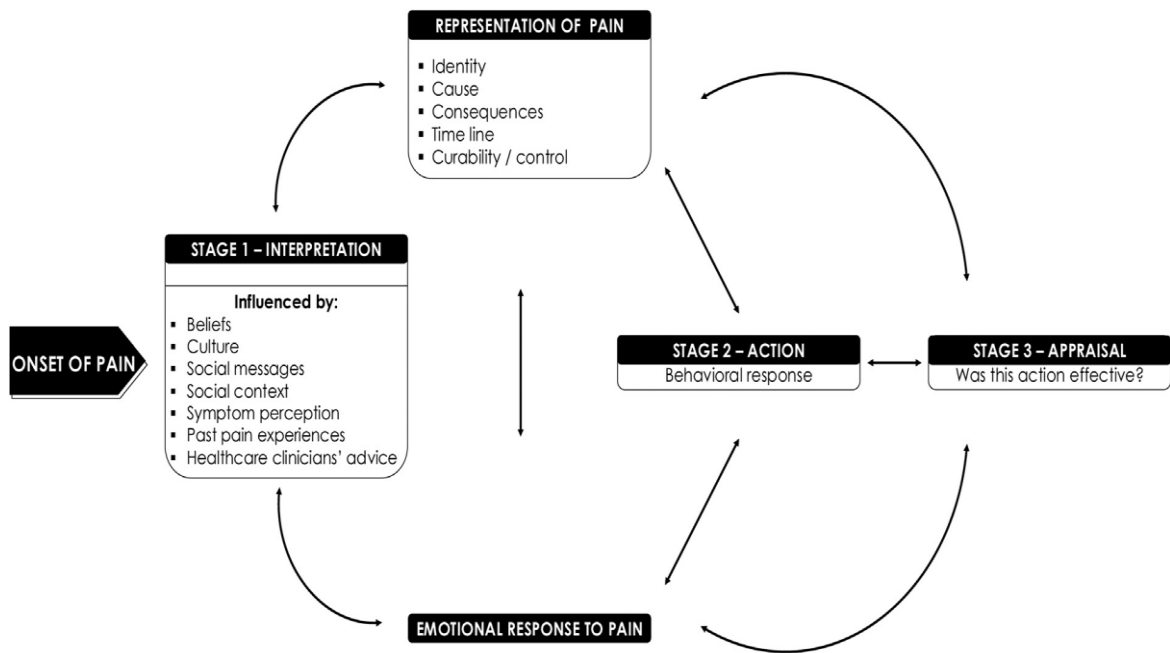 REPRESENTATION OF PAIN
▪ Identity
▪ Cause
▪ Consequences
▪ Time line
▪ Curability / control
STAGE 1 – INTERPRETATION
Influenced by:
▪ Beliefs
▪ Culture
▪ Social messages
▪ Social context
▪ Symptom perception
▪ Past pain experiences
▪ Healthcare clinicians’ advice
ONSET OF PAIN
STAGE 2 – ACTION
Behavioral response
STAGE 3 – APPRAISAL
Was this action effective?
EMOTIONAL RESPONSE TO PAIN